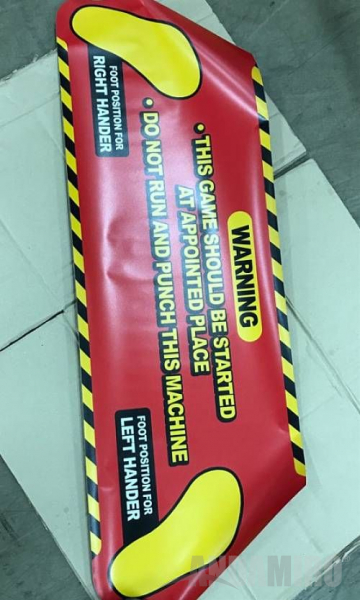 WARNING
• THIS GAME SHOULD BE STARTED
AT APPOINTED PLACE
• DO NOT RUN AND PUNCH THIS MACHINE
FOOT POSITION FOR
RIGHT HANDER
FOOT POSITION FOR
LEFT HANDER